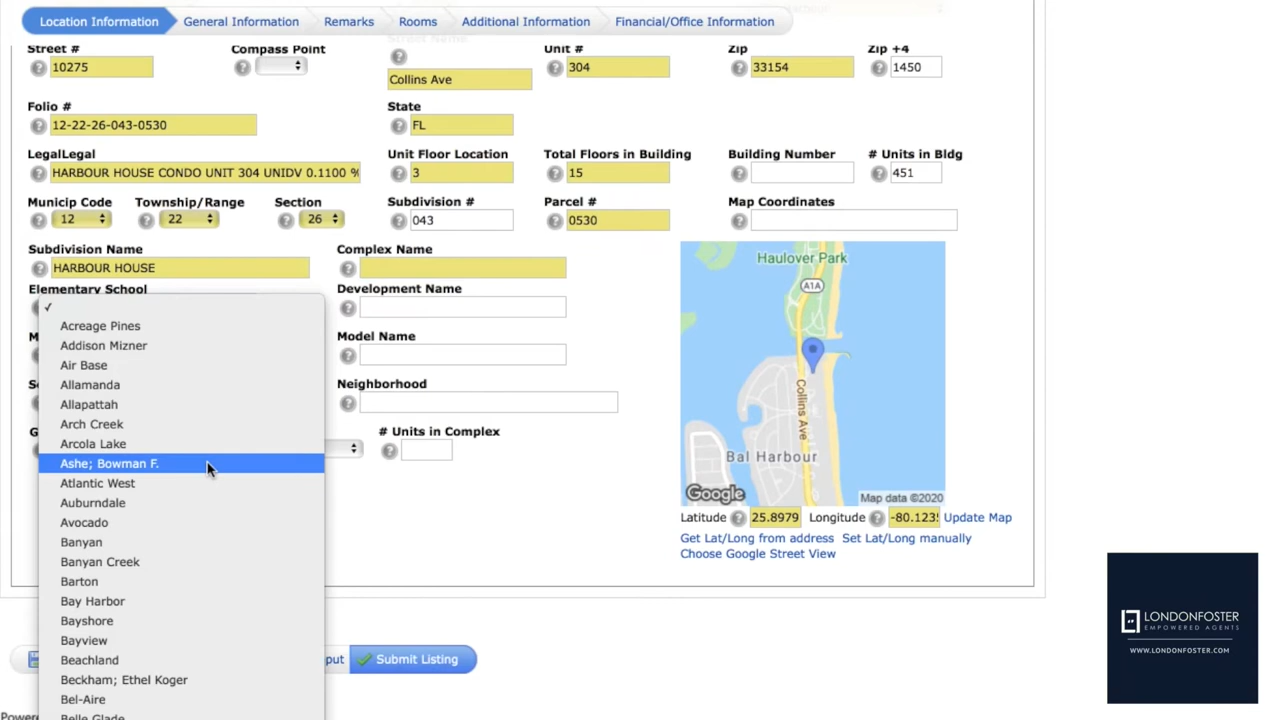 Location Information
General Information
Remarks
Rooms
Additional Information
Financial/Office Information
Street #
Compass Point
Street Name
Unit #
Zip
Zip +4
10275
Collins Ave
304
33154
1450
Folio #
State
12-22-26-043-0530
FL
LegalLegal
Unit Floor Location
Total Floors in Building
Building Number
# Units in Bldg
HARBOUR HOUSE CONDO UNIT 304 UNIDV 0.1100 %
3
15
451
Municip Code
Township/Range
Section
Subdivision #
Parcel #
Map Coordinates
12
22
26
043
0530
Subdivision Name
Complex Name
HARBOUR HOUSE
Elementary School
Development Name
Model Name
Neighborhood
# Units in Complex
✓
Acreage Pines
Addison Mizner
Air Base
Allamanda
Allapattah
Arch Creek
Arcola Lake
Ashe; Bowman F.
Atlantic West
Auburndale
Avocado
Banyan
Banyan Creek
Barton
Bay Harbor
Bayshore
Bayview
Beachland
Beckham; Ethel Koger
Bel-Aire
Belle Glade
Haulover Park
A1A
Collins Ave
Bal Harbour
Google
Map data ©2020
Latitude
25.8979
Longitude
-80.123
Update Map
Get Lat/Long from address
Set Lat/Long manually
Choose Google Street View
put
Submit Listing
LONDONFOSTER
EMPOWERED AGENTS
WWW.LONDONFOSTER.COM